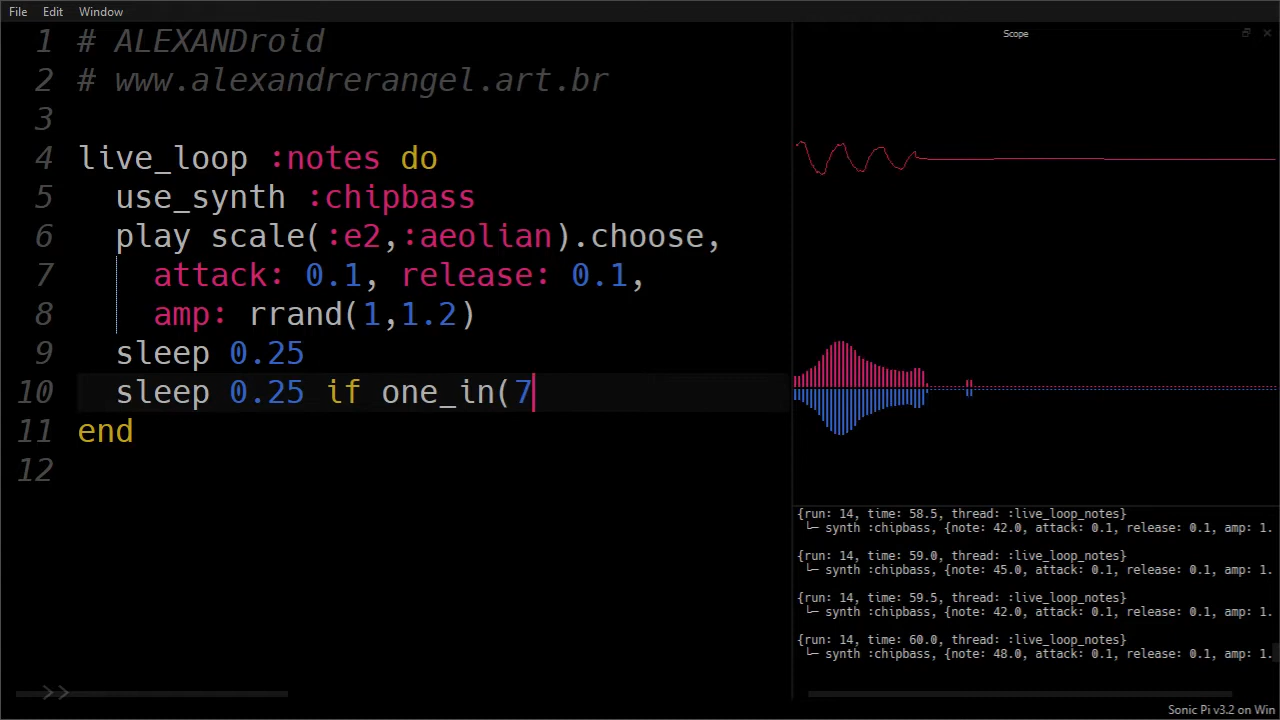 File Edit Window
1 # ALEXANDroid
2 # www.alexandrerangel.art.br
3
4 live_loop :notes do
5 use_synth :chipbass
6 play scale(:e2,:aeolian).choose,
7 attack: 0.1, release: 0.1,
8 amp: rrand(1,1.2)
9 sleep 0.25
10 sleep 0.25 if one_in(7
11 end
12
>>
Scope
{run: 14, time: 58.5, thread: :live_loop_notes}
└─ synth :chipbass, {note: 42.0, attack: 0.1, release: 0.1, amp: 1.
{run: 14, time: 59.0, thread: :live_loop_notes}
└─ synth :chipbass, {note: 45.0, attack: 0.1, release: 0.1, amp: 1.
{run: 14, time: 59.5, thread: :live_loop_notes}
└─ synth :chipbass, {note: 42.0, attack: 0.1, release: 0.1, amp: 1.
{run: 14, time: 60.0, thread: :live_loop_notes}
└─ synth :chipbass, {note: 48.0, attack: 0.1, release: 0.1, amp: 1.
Sonic Pi v3.2 on Win